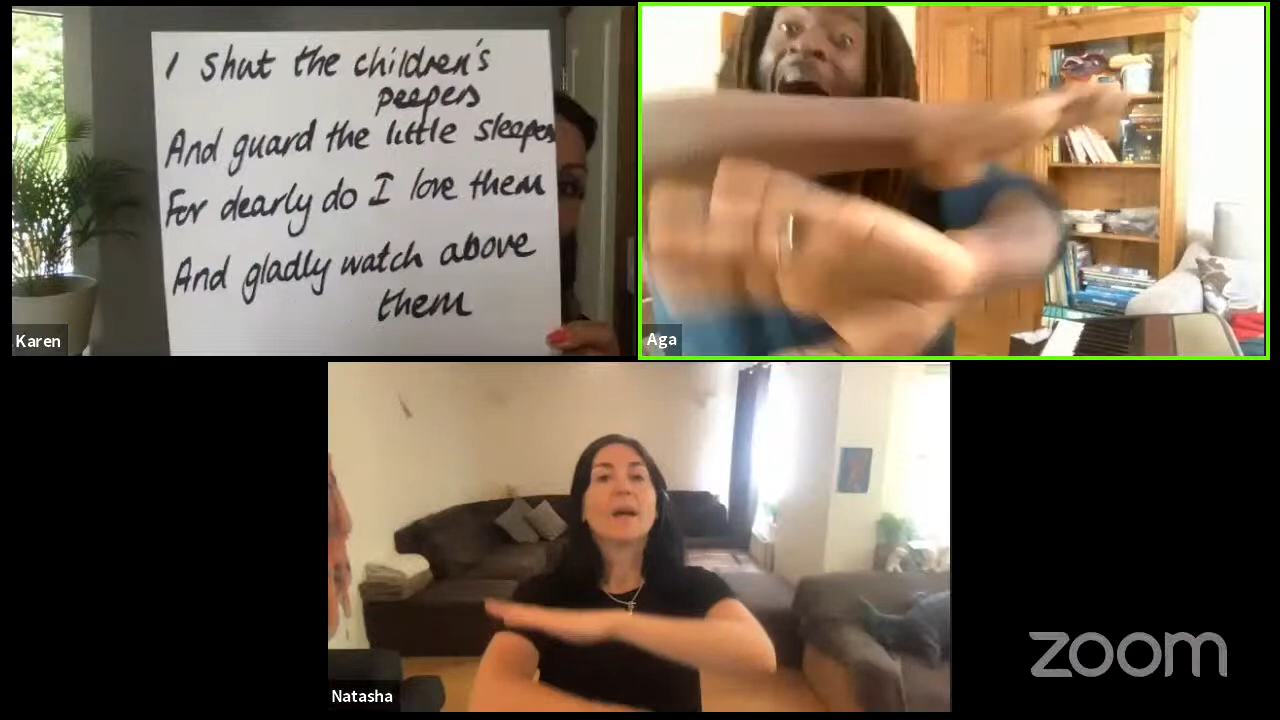 I shut the children's
peepers
And guard the little sleepers
For dearly do I love them
And gladly watch above
them
Karen
Aga
Natasha
zoom